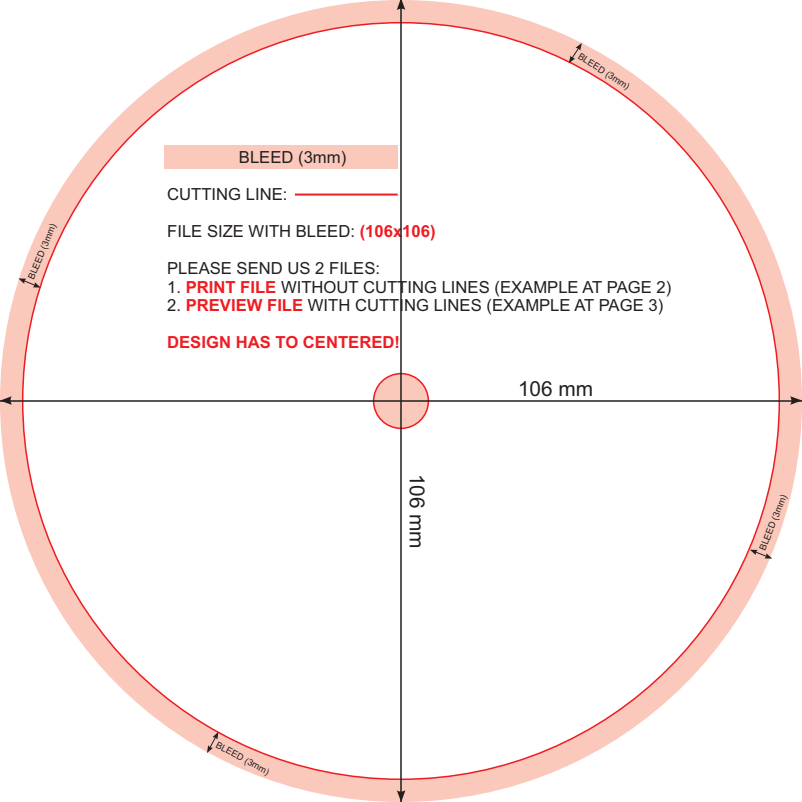 BLEED (3mm)
BLEED (3mm)
CUTTING LINE:
BLEED (3mm)
FILE SIZE WITH BLEED: (106x106)
PLEASE SEND US 2 FILES:
1. PRINT FILE WITHOUT CUTTING LINES (EXAMPLE AT PAGE 2)
2. PREVIEW FILE WITH CUTTING LINES (EXAMPLE AT PAGE 3)
DESIGN HAS TO CENTERED!
106 mm
106 mm
BLEED (3mm)
BLEED (3mm)